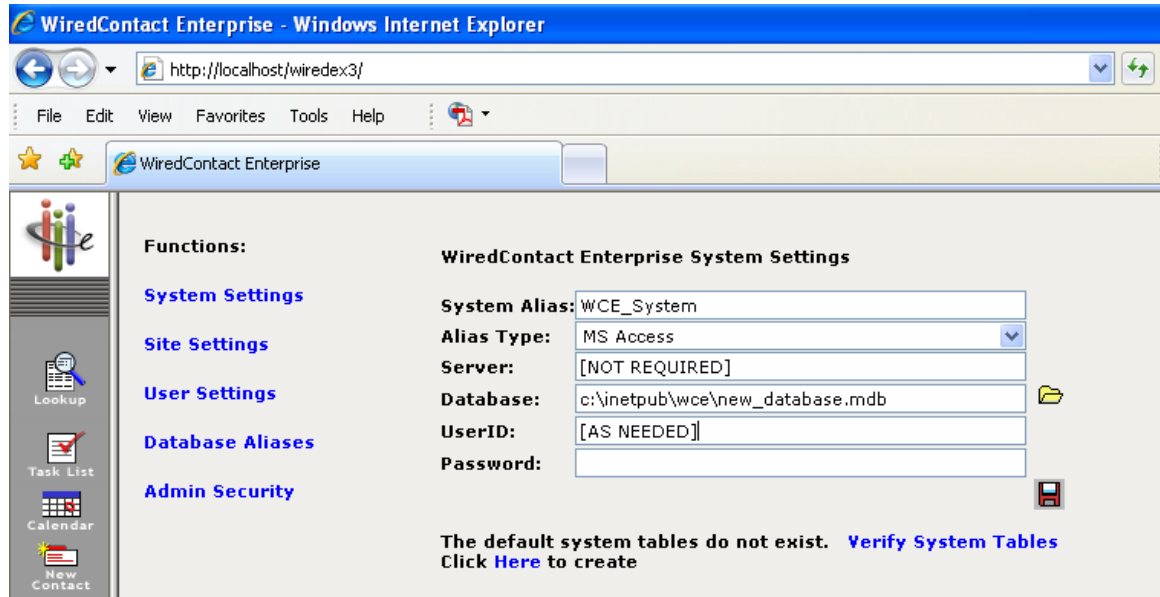 WiredContact Enterprise - Windows Internet Explorer
http://localhost/wiredex3/
File Edit View Favorites Tools Help
WiredContact Enterprise
e
Functions:
WiredContact Enterprise System Settings
System Settings
Site Settings
User Settings
Database Aliases
Admin Security
System Alias: WCE_System
Alias Type: MS Access
Server: [NOT REQUIRED]
Database: c:\inetpub\wce\new_database.mdb
UserID: [AS NEEDED]
Password:
The default system tables do not exist. Verify System Tables
Click Here to create
Lookup
Task List
Calendar
New
Contact